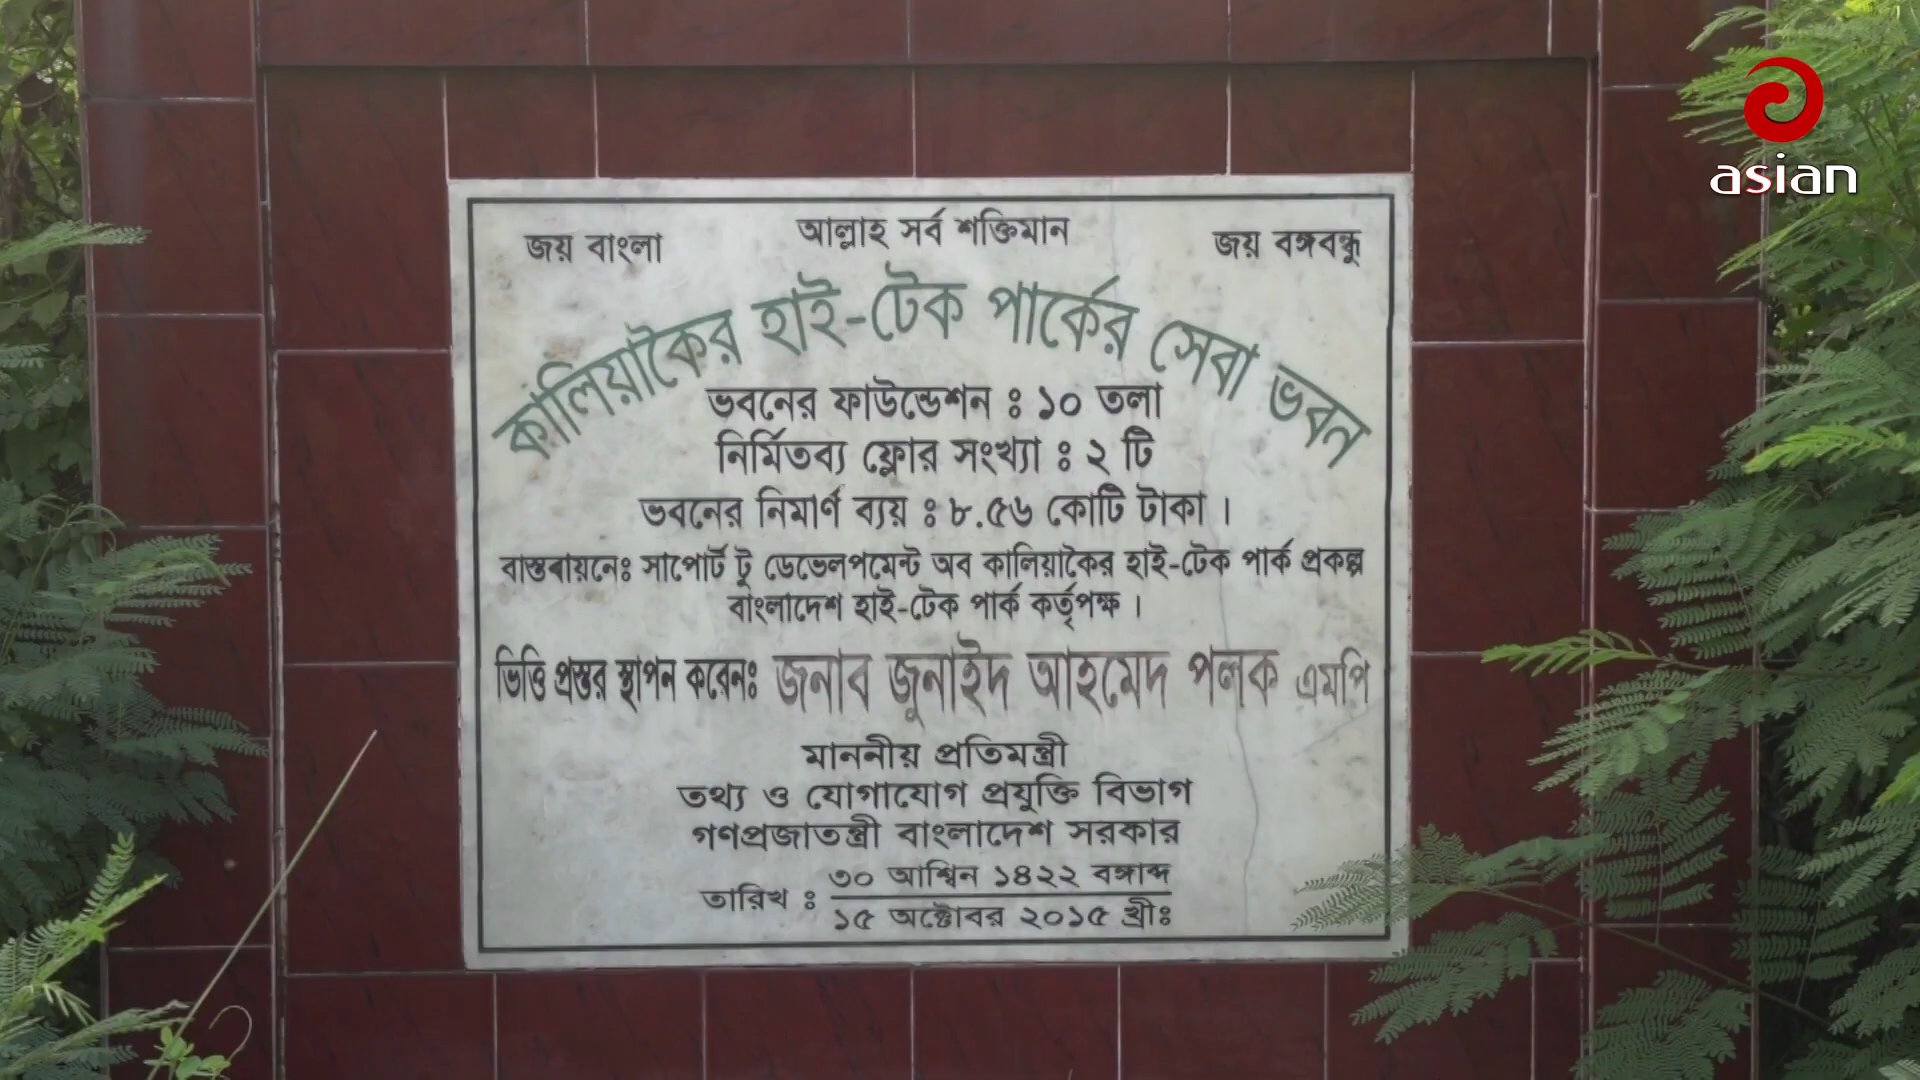 asian
জয় বাংলা
আল্লাহ সর্ব শক্তিমান
জয় বঙ্গবন্ধু
কালিয়াকৈর হাই-টেক পার্কের সেবা ভবন
ভবনের ফাউন্ডেশন : ১০ তলা
নির্মিতব্য ফ্লোর সংখ্যা : ২ টি
ভবনের নিমার্ণ ব্যয় : ৮.৫৬ কোটি টাকা ।
বাস্তবায়নেঃ সাপোর্ট টু ডেভেলপমেন্ট অব কালিয়াকৈর হাই-টেক পার্ক প্রকল্প
বাংলাদেশ হাই-টেক পার্ক কর্তৃপক্ষ ।
ভিত্তি প্রস্তর স্থাপন করেনঃ জনাব জুনাইদ আহমেদ পলক এমপি
মাননীয় প্রতিমন্ত্রী
তথ্য ও যোগাযোগ প্রযুক্তি বিভাগ
গণপ্রজাতন্ত্রী বাংলাদেশ সরকার
তারিখ : ৩০ আশ্বিন ১৪২২ বঙ্গাব্দ
১৫ অক্টোবর ২০১৫ খ্রীঃ